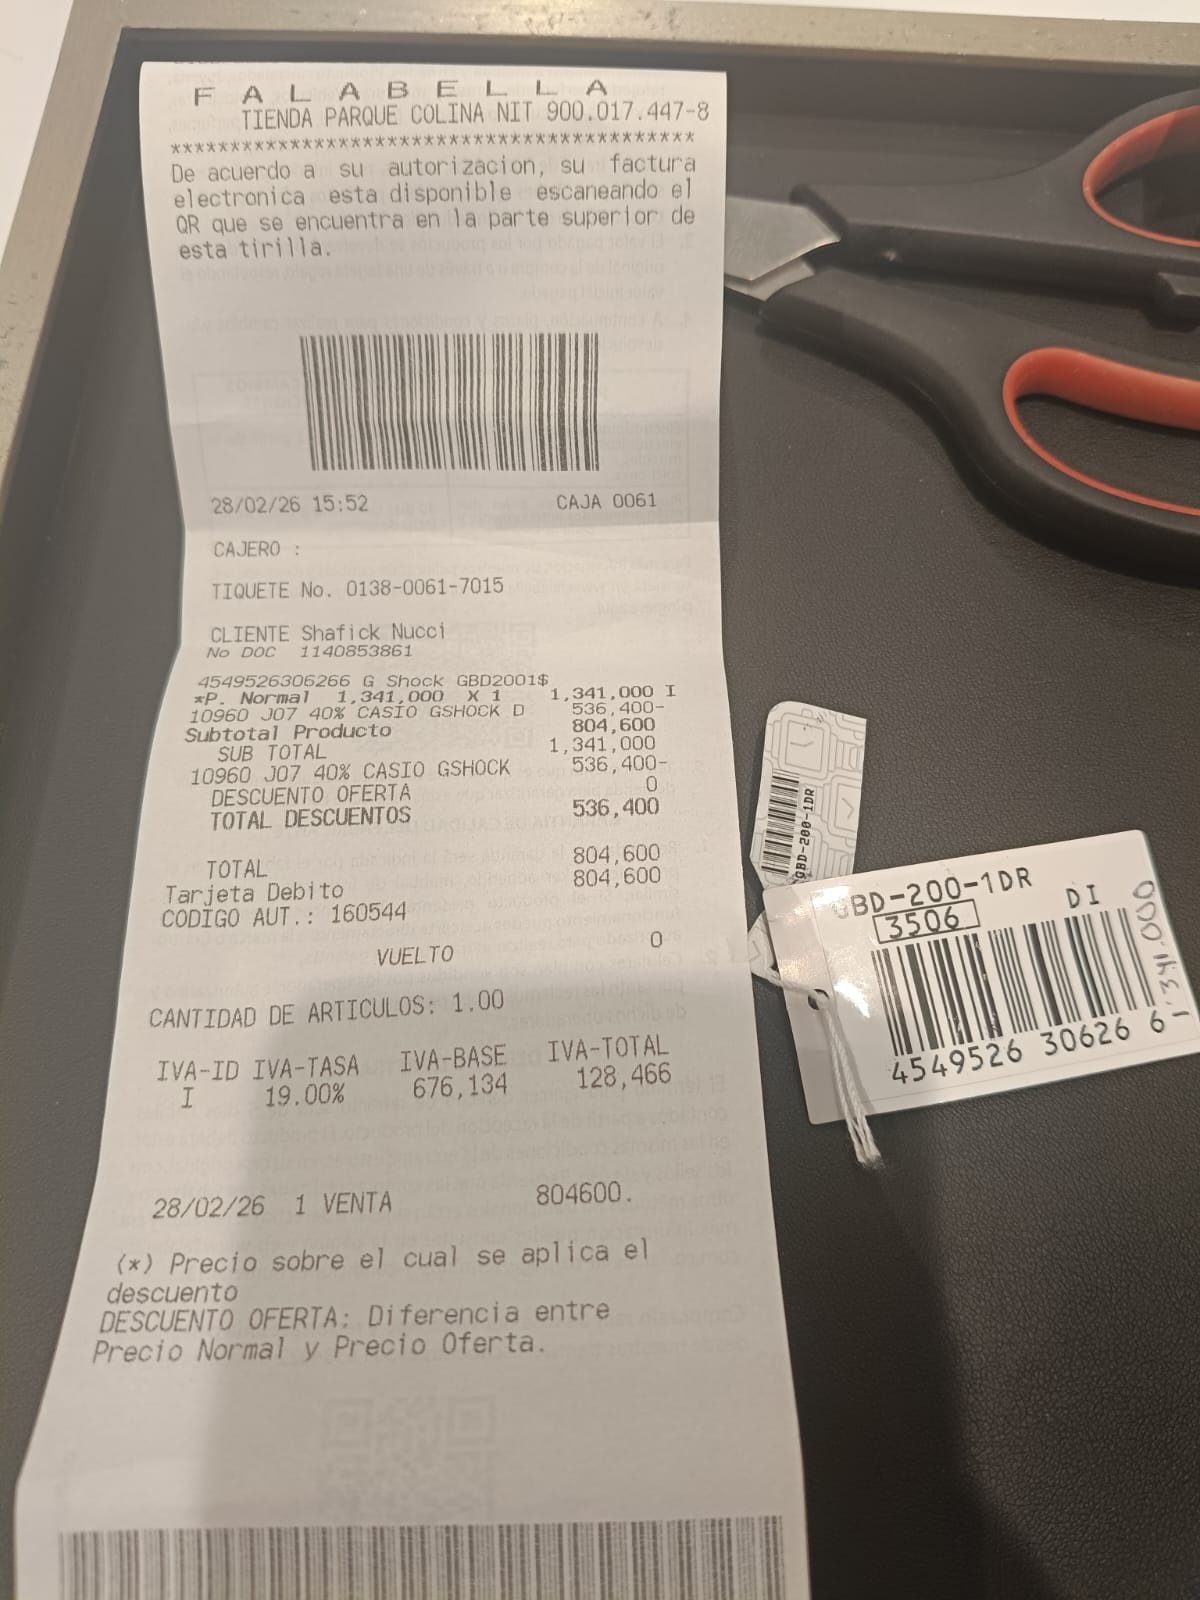 F A L A B E L L A
TIENDA PARQUE COLINA NIT 900.017.447-8
*****************************************
De acuerdo a su autorizacion, su factura
electronica esta disponible escaneando el
QR que se encuentra en la parte superior de
esta tirilla.
28/02/26 15:52 CAJA 0061
CAJERO :
TIQUETE No. 0138-0061-7015
CLIENTE Shafick Nucci
No DOC 1140853861
4549526306266 G Shock GBD2001$
*P. Normal 1,341,000 X 1 1,341,000 I
10960 J07 40% CASIO GSHOCK D 536,400-
Subtotal Producto 804,600
SUB TOTAL 1,341,000
10960 J07 40% CASIO GSHOCK 536,400-
DESCUENTO OFERTA 0
TOTAL DESCUENTOS 536,400
TOTAL 804,600
Tarjeta Debito 804,600
CODIGO AUT.: 160544
VUELTO 0
CANTIDAD DE ARTICULOS: 1.00
IVA-ID IVA-TASA IVA-BASE IVA-TOTAL
I 19.00% 676,134 128,466
28/02/26 1 VENTA 804600.
(*) Precio sobre el cual se aplica el
descuento
DESCUENTO OFERTA: Diferencia entre
Precio Normal y Precio Oferta.
GBD-200-1DR
GBD-200-1DR DI
3506
4549526 30626 6
1.341.000